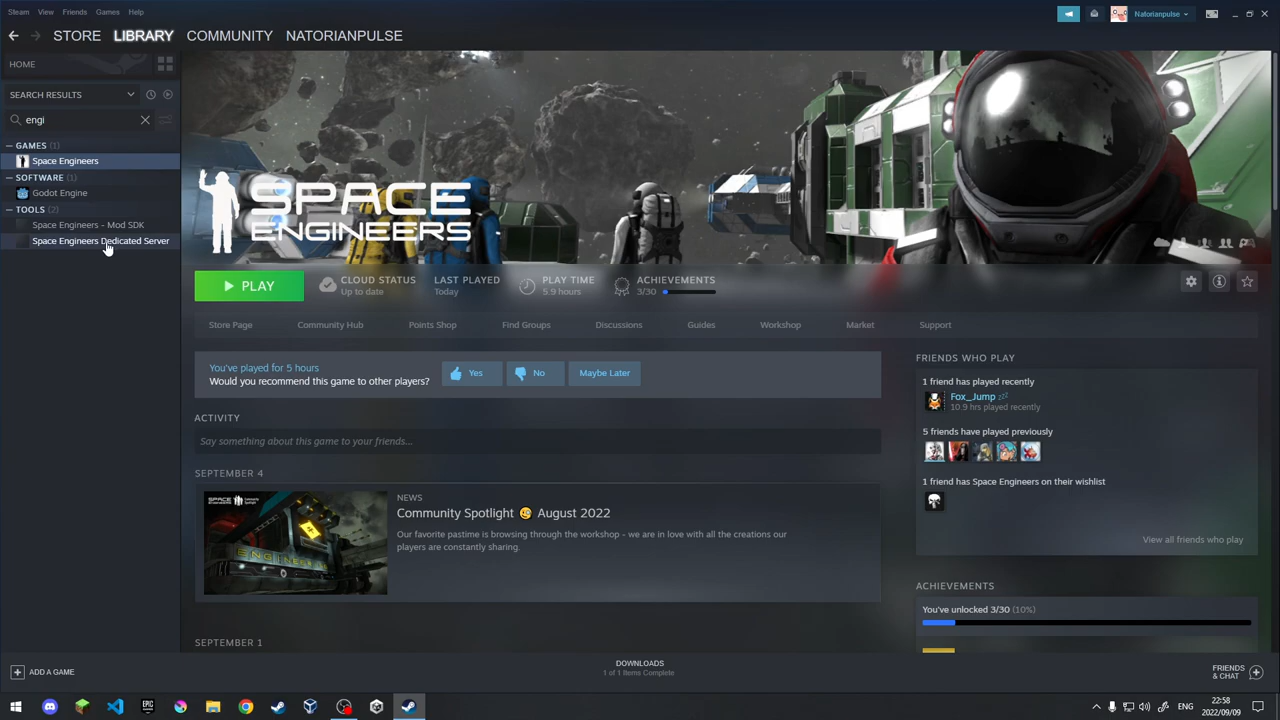 Steam View Friends Games Help
Natorianpulse
STORE LIBRARY COMMUNITY NATORIANPULSE
HOME
SEARCH RESULTS
engi
GAMES (1)
Space Engineers
SOFTWARE (1)
Godot Engine
TOOLS (2)
Space Engineers - Mod SDK
Space Engineers Dedicated Server
SPACE
ENGINEERS
PLAY
CLOUD STATUS
Up to date
LAST PLAYED
Today
PLAY TIME
5.9 hours
ACHIEVEMENTS
3/30
Store Page Community Hub Points Shop Find Groups Discussions Guides Workshop Market Support
You've played for 5 hours
Would you recommend this game to other players?
Yes No Maybe Later
ACTIVITY
Say something about this game to your friends...
SEPTEMBER 4
NEWS
Community Spotlight August 2022
Our favorite pastime is browsing through the workshop - we are in love with all the creations our
players are constantly sharing.
SEPTEMBER 1
FRIENDS WHO PLAY
1 friend has played recently
Fox_Jump zzz
10.9 hrs played recently
5 friends have played previously
1 friend has Space Engineers on their wishlist
View all friends who play
ACHIEVEMENTS
You've unlocked 3/30 (10%)
ADD A GAME
DOWNLOADS
1 of 1 Items Complete
FRIENDS
& CHAT
EPIC
ENG
22:58
2022/09/09